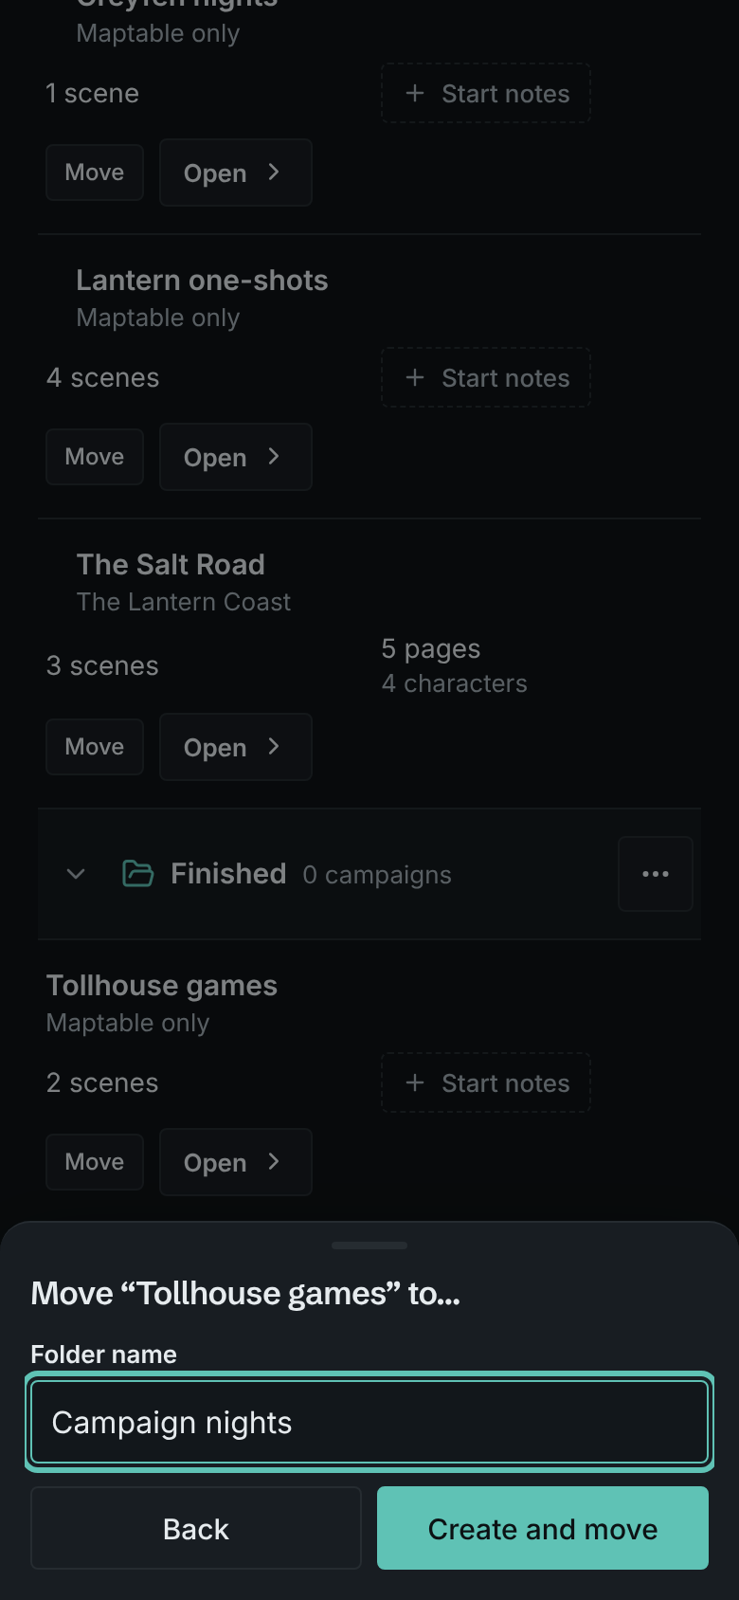 Greyfen nights
Maptable only
1 scene
+ Start notes
Move
Open
Lantern one-shots
Maptable only
4 scenes
+ Start notes
Move
Open
The Salt Road
The Lantern Coast
3 scenes
5 pages
4 characters
Move
Open
Finished 0 campaigns
Tollhouse games
Maptable only
2 scenes
+ Start notes
Move
Open
Move “Tollhouse games” to...
Folder name
Campaign nights
Back
Create and move